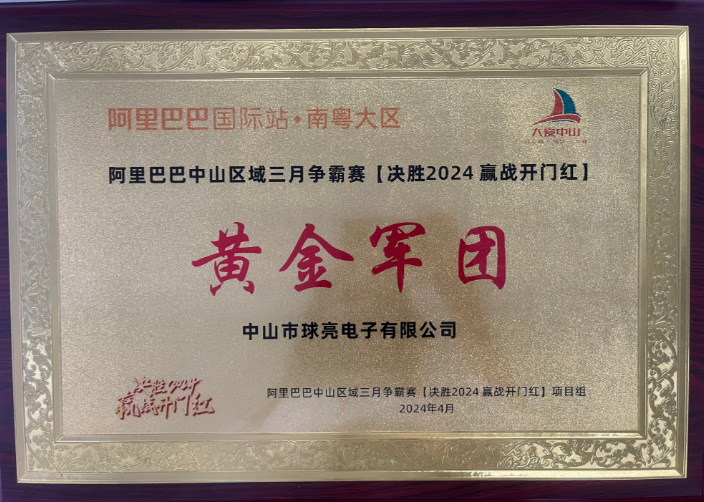 阿里巴巴国际站·南粤大区
大爱中山
阿里巴巴中山区域三月争霸赛【决胜2024 赢战开门红】
黄金军团
中山市球亮电子有限公司
决胜2024
赢战开门红
阿里巴巴中山区域三月争霸赛【决胜2024 赢战开门红】项目组
2024年4月